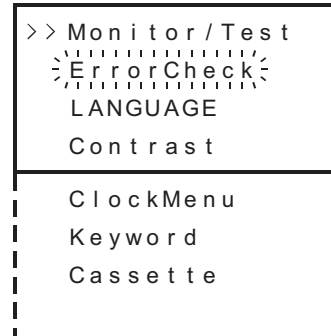 >> Monitor/Test
ErrorCheck
LANGUAGE
Contrast
ClockMenu
Keyword
Cassette